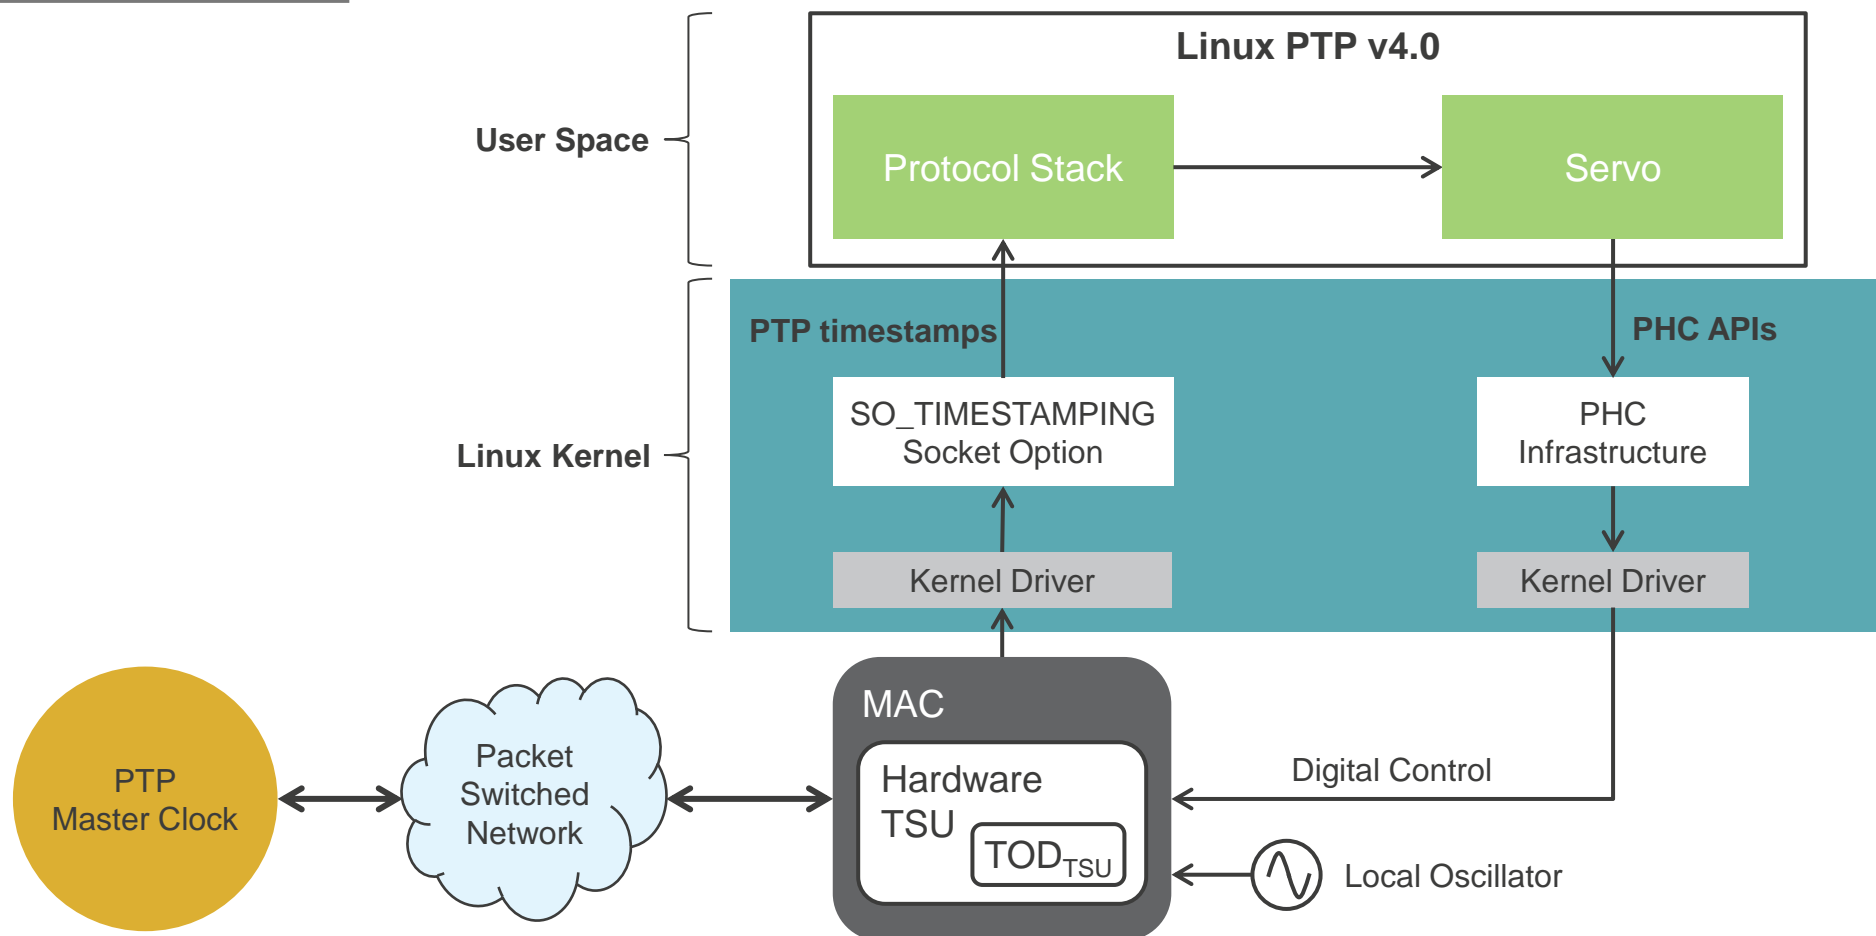 Linux PTP v4.0
User Space
Protocol Stack
Servo
PTP timestamps
PHC APIs
SO_TIMESTAMPING
Socket Option
PHC
Infrastructure
Linux Kernel
Kernel Driver
Kernel Driver
MAC
PTP
Master Clock
Packet
Switched
Network
Hardware
TSU
TOD_TSU
Digital Control
Local Oscillator